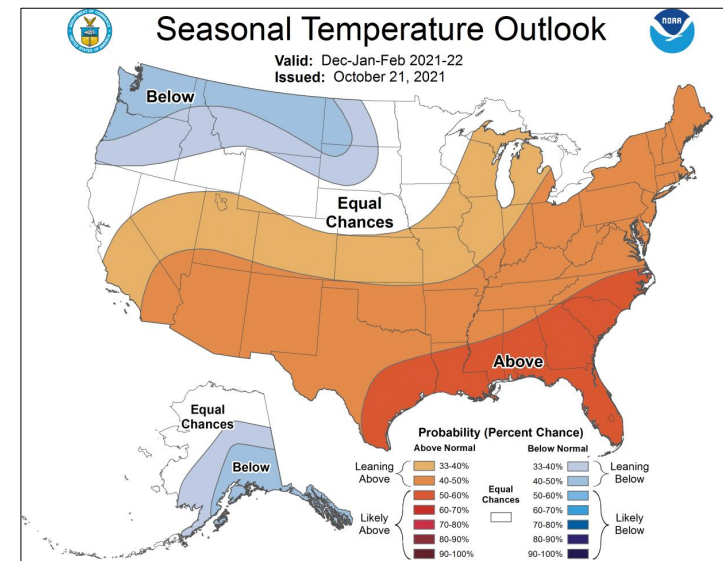 Seasonal Temperature Outlook
NOAA
Valid: Dec-Jan-Feb 2021-22
Issued: October 21, 2021
Below
Equal
Chances
Above
Equal
Chances
Below
Probability (Percent Chance)
Above Normal
Below Normal
Leaning
Above
33-40%
40-50%
Likely
Above
50-60%
60-70%
70-80%
80-90%
90-100%
Equal
Chances
33-40%
40-50%
Leaning
Below
50-60%
60-70%
70-80%
80-90%
90-100%
Likely
Below